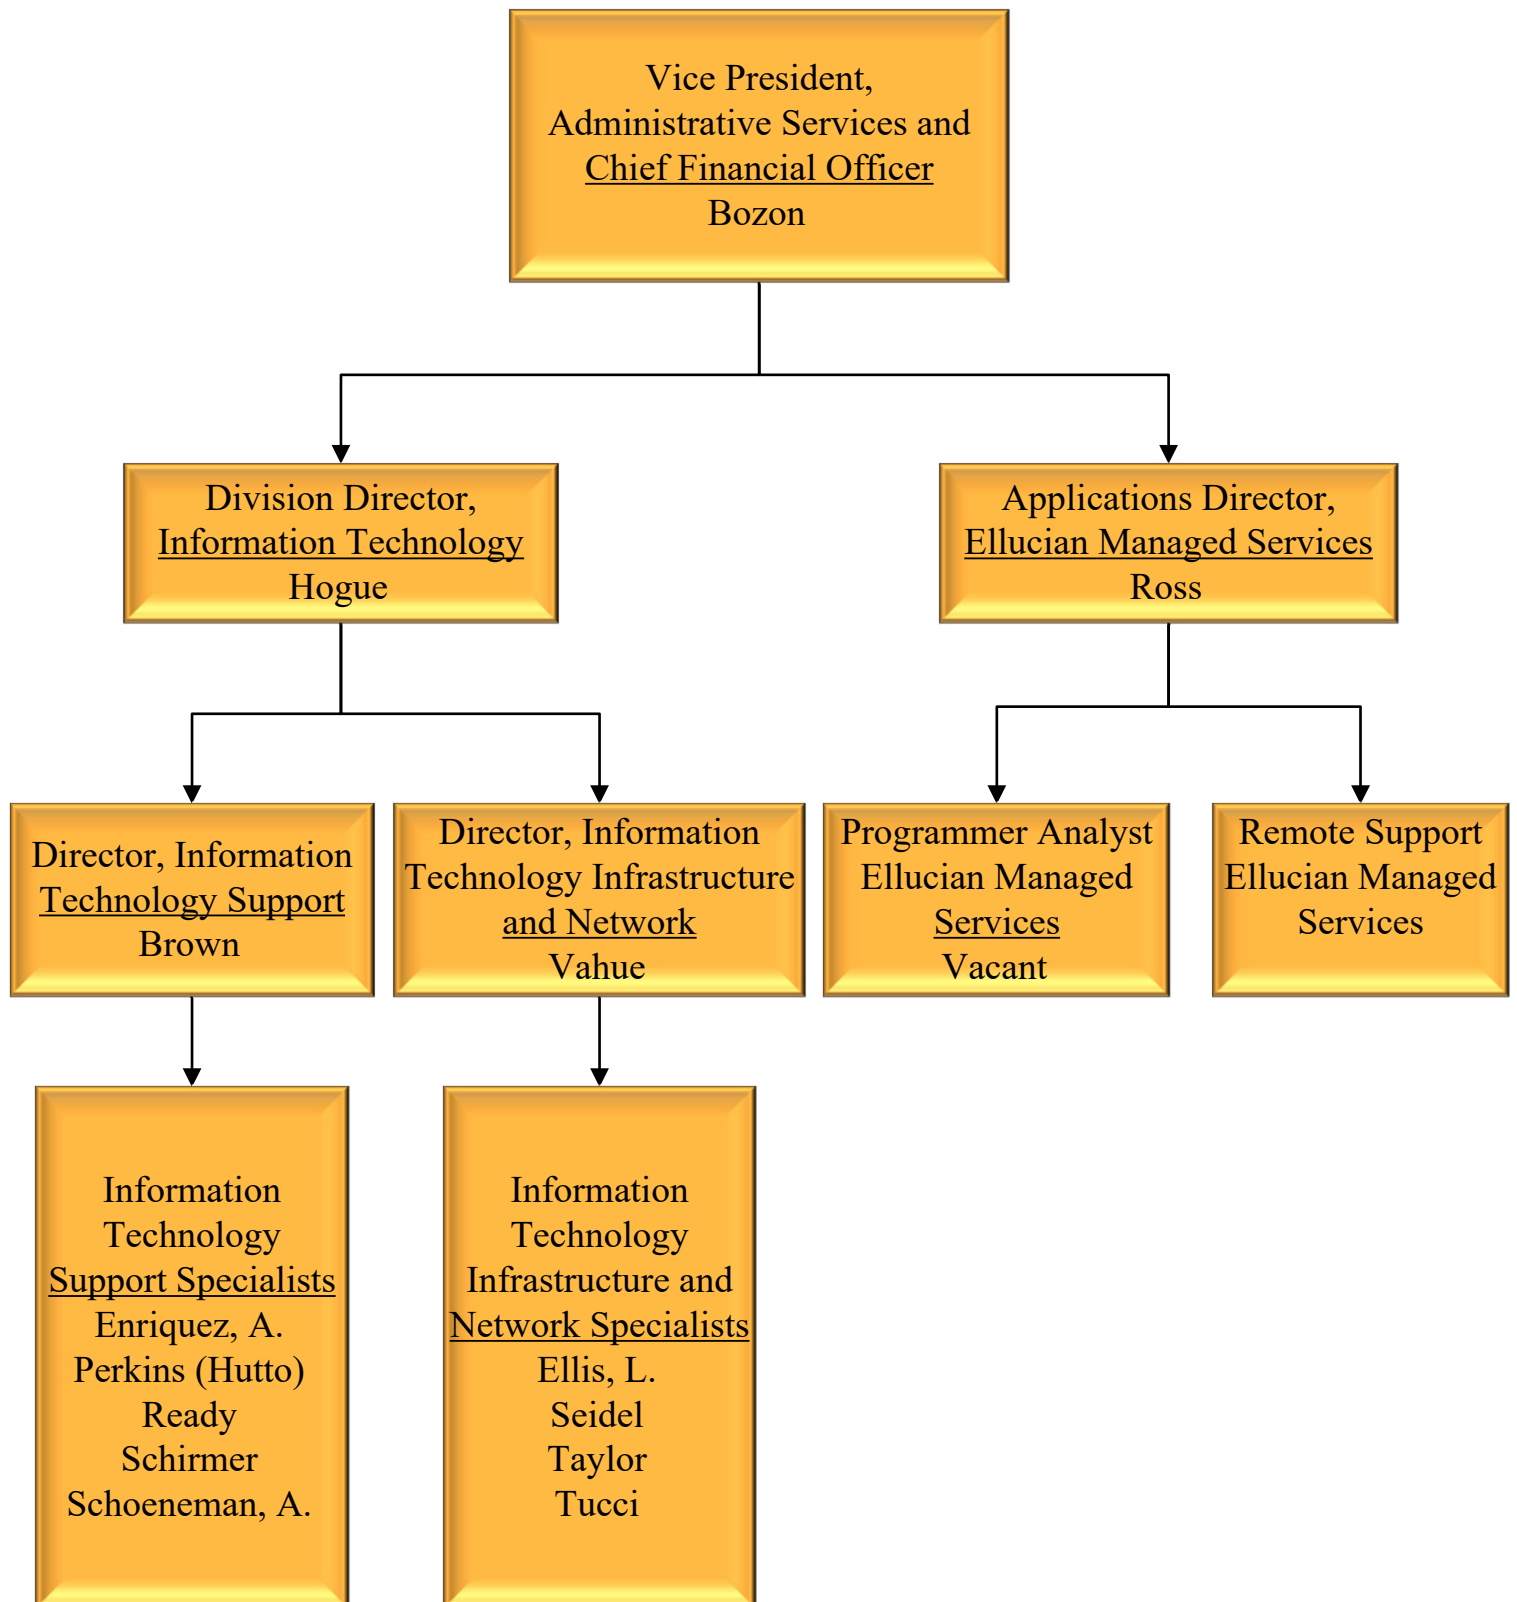 Vice President,
Administrative Services and
Chief Financial Officer
Bozon
Division Director,
Information Technology
Hogue
Applications Director,
Ellucian Managed Services
Ross
Director, Information
Technology Support
Brown
Director, Information
Technology Infrastructure
and Network
Vahue
Programmer Analyst
Ellucian Managed
Services
Vacant
Remote Support
Ellucian Managed
Services
Information
Technology
Support Specialists
Enriquez, A.
Perkins (Hutto)
Ready
Schirmer
Schoeneman, A.
Information
Technology
Infrastructure and
Network Specialists
Ellis, L.
Seidel
Taylor
Tucci